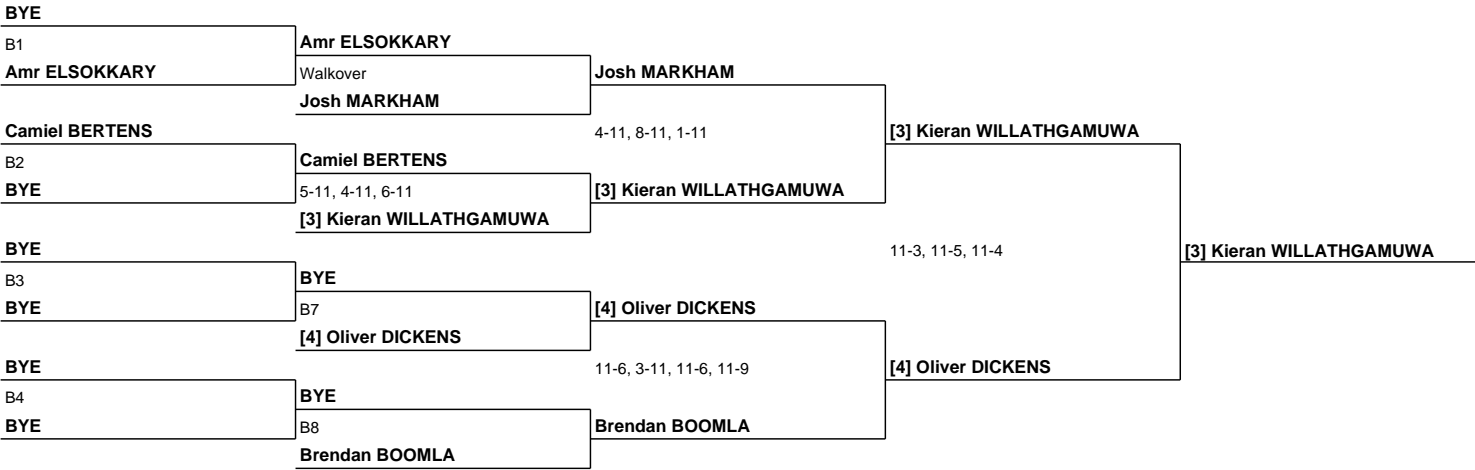 BYE
B1
Amr ELSOKKARY
Amr ELSOKKARY
Walkover
Josh MARKHAM
Josh MARKHAM
Camiel BERTENS
4-11, 8-11, 1-11
[3] Kieran WILLATHGAMUWA
B2
Camiel BERTENS
BYE
5-11, 4-11, 6-11
[3] Kieran WILLATHGAMUWA
[3] Kieran WILLATHGAMUWA
BYE
11-3, 11-5, 11-4
[3] Kieran WILLATHGAMUWA
B3
BYE
BYE
B7
[4] Oliver DICKENS
[4] Oliver DICKENS
BYE
11-6, 3-11, 11-6, 11-9
[4] Oliver DICKENS
B4
BYE
BYE
B8
Brendan BOOMLA
Brendan BOOMLA